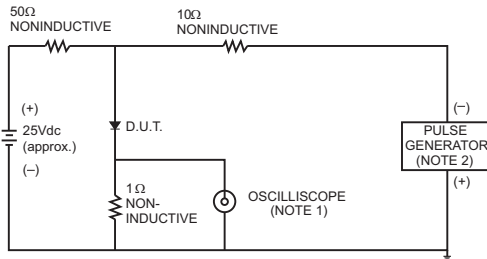 50Ω
NONINDUCTIVE
10Ω
NONINDUCTIVE
(+)
25Vdc
(approx.)
(–)
D.U.T.
1Ω
NON-
INDUCTIVE
OSCILLISCOPE
(NOTE 1)
(–)
PULSE
GENERATOR
(NOTE 2)
(+)